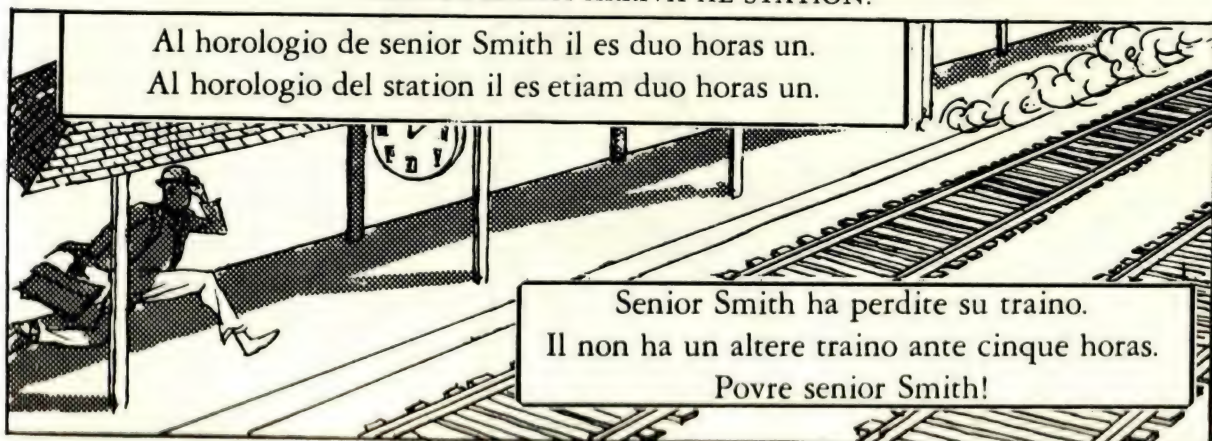 STATION.
Al horologio de senior Smith il es duo horas un.
Al horologio del station il es etiam duo horas un.
Senior Smith ha perdite su traino.
Il non ha un altere traino ante cinque horas.
Povre senior Smith!